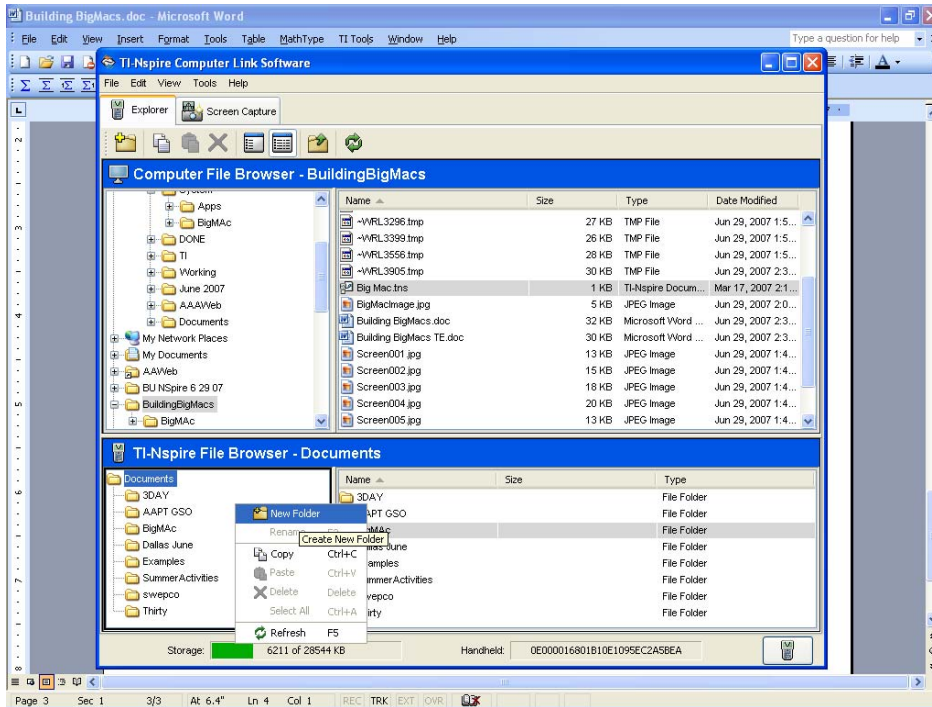 Building BigMacs.doc - Microsoft Word
File Edit View Insert Format Tools Table MathType TI Tools Window Help
Type a question for help
TI-Nspire Computer Link Software
File Edit View Tools Help
Explorer Screen Capture
Computer File Browser - BuildingBigMacs
Apps
BigMAc
DONE
TI
Working
June 2007
AAAWeb
Documents
My Network Places
My Documents
AAWeb
BU NSpire 6 29 07
BuildingBigMacs
BigMAc
Name Size Type Date Modified
~WRL3296.tmp 27 KB TMP File Jun 29, 2007 1:5...
~WRL3399.tmp 26 KB TMP File Jun 29, 2007 1:5...
~WRL3556.tmp 28 KB TMP File Jun 29, 2007 1:5...
~WRL3905.tmp 30 KB TMP File Jun 29, 2007 2:3...
Big Mac.tns 1 KB TI-Nspire Docum... Mar 17, 2007 2:1...
BigMacImage.jpg 5 KB JPEG Image Jun 29, 2007 2:0...
Building BigMacs.doc 32 KB Microsoft Word ... Jun 29, 2007 2:3...
Building BigMacs TE.doc 30 KB Microsoft Word ... Jun 29, 2007 2:3...
Screen001.jpg 13 KB JPEG Image Jun 29, 2007 1:4...
Screen002.jpg 15 KB JPEG Image Jun 29, 2007 1:4...
Screen003.jpg 18 KB JPEG Image Jun 29, 2007 1:4...
Screen004.jpg 20 KB JPEG Image Jun 29, 2007 1:4...
Screen005.jpg 13 KB JPEG Image Jun 29, 2007 1:4...
TI-Nspire File Browser - Documents
Documents
3DAY
AAPT GSO
BigMAc
Dallas June
Examples
SummerActivities
swepco
Thirty
New Folder
Create New Folder
Copy Ctrl+C
Paste Ctrl+V
Delete Delete
Select All Ctrl+A
Refresh F5
Name Size Type
3DAY File Folder
APT GSO File Folder
File Folder
File Folder
amples File Folder
mmerActivities File Folder
vepco File Folder
irty File Folder
Storage: 6211 of 28544 KB Handheld: 0E000016801B10E1095EC2A5BEA
Page 3 Sec 1 3/3 At 6.4" Ln 4 Col 1 REC TRK EXT OVR